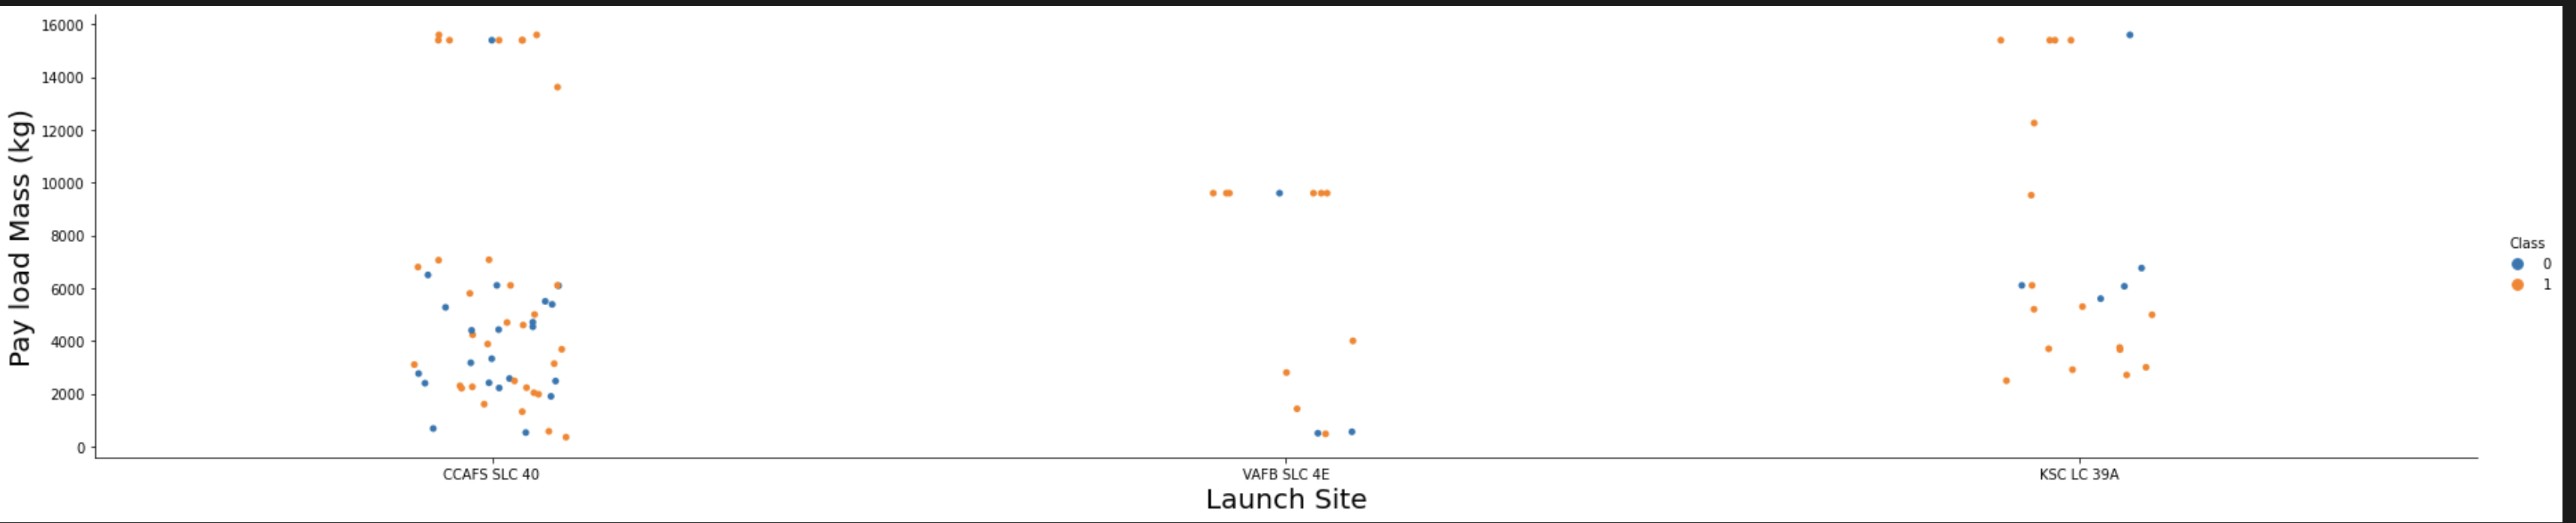 16000
14000
12000
10000
8000
6000
4000
2000
0
Pay load Mass (kg)
CCAFS SLC 40
VAFB SLC 4E
KSC LC 39A
Launch Site
Class
0
1